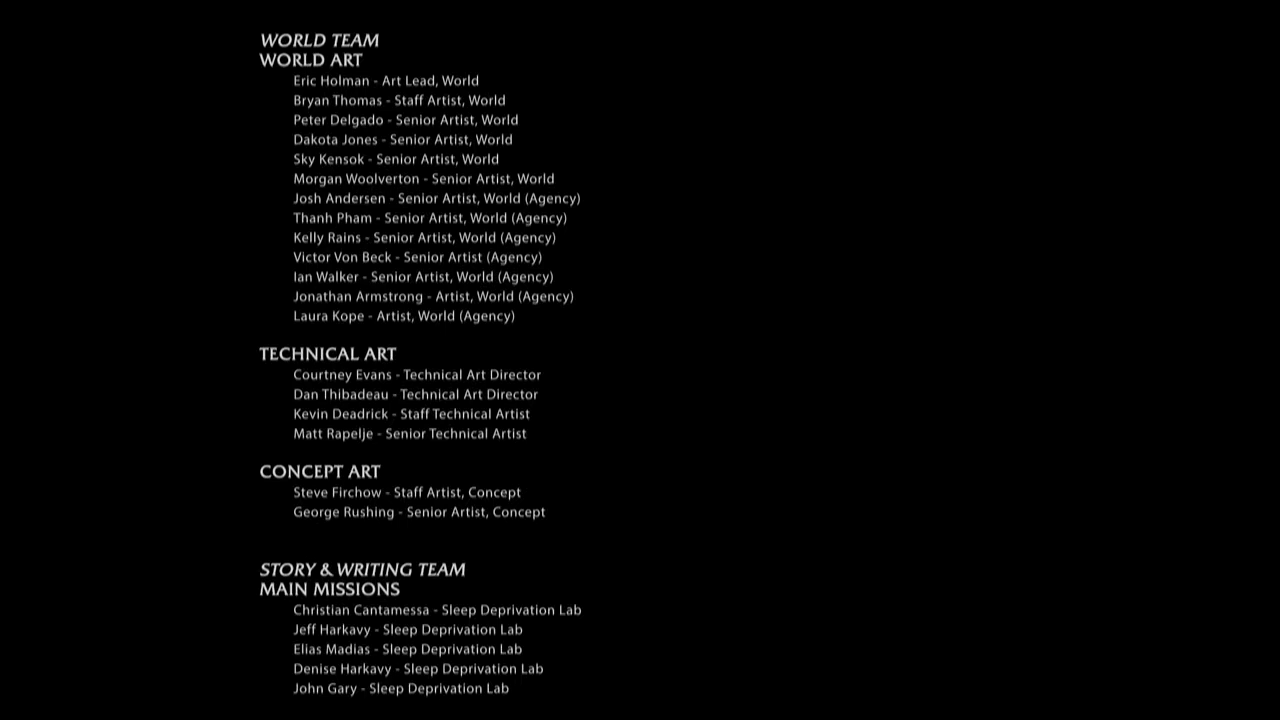 WORLD TEAM
WORLD ART
Eric Holman - Art Lead, World
Bryan Thomas - Staff Artist, World
Peter Delgado - Senior Artist, World
Dakota Jones - Senior Artist, World
Sky Kensok - Senior Artist, World
Morgan Woolverton - Senior Artist, World
Josh Andersen - Senior Artist, World (Agency)
Thanh Pham - Senior Artist, World (Agency)
Kelly Rains - Senior Artist, World (Agency)
Victor Von Beck - Senior Artist (Agency)
Ian Walker - Senior Artist, World (Agency)
Jonathan Armstrong - Artist, World (Agency)
Laura Kope - Artist, World (Agency)
TECHNICAL ART
Courtney Evans - Technical Art Director
Dan Thibadeau - Technical Art Director
Kevin Deadrick - Staff Technical Artist
Matt Rapelje - Senior Technical Artist
CONCEPT ART
Steve Firchow - Staff Artist, Concept
George Rushing - Senior Artist, Concept
STORY & WRITING TEAM
MAIN MISSIONS
Christian Cantamessa - Sleep Deprivation Lab
Jeff Harkavy - Sleep Deprivation Lab
Elias Madias - Sleep Deprivation Lab
Denise Harkavy - Sleep Deprivation Lab
John Gary - Sleep Deprivation Lab